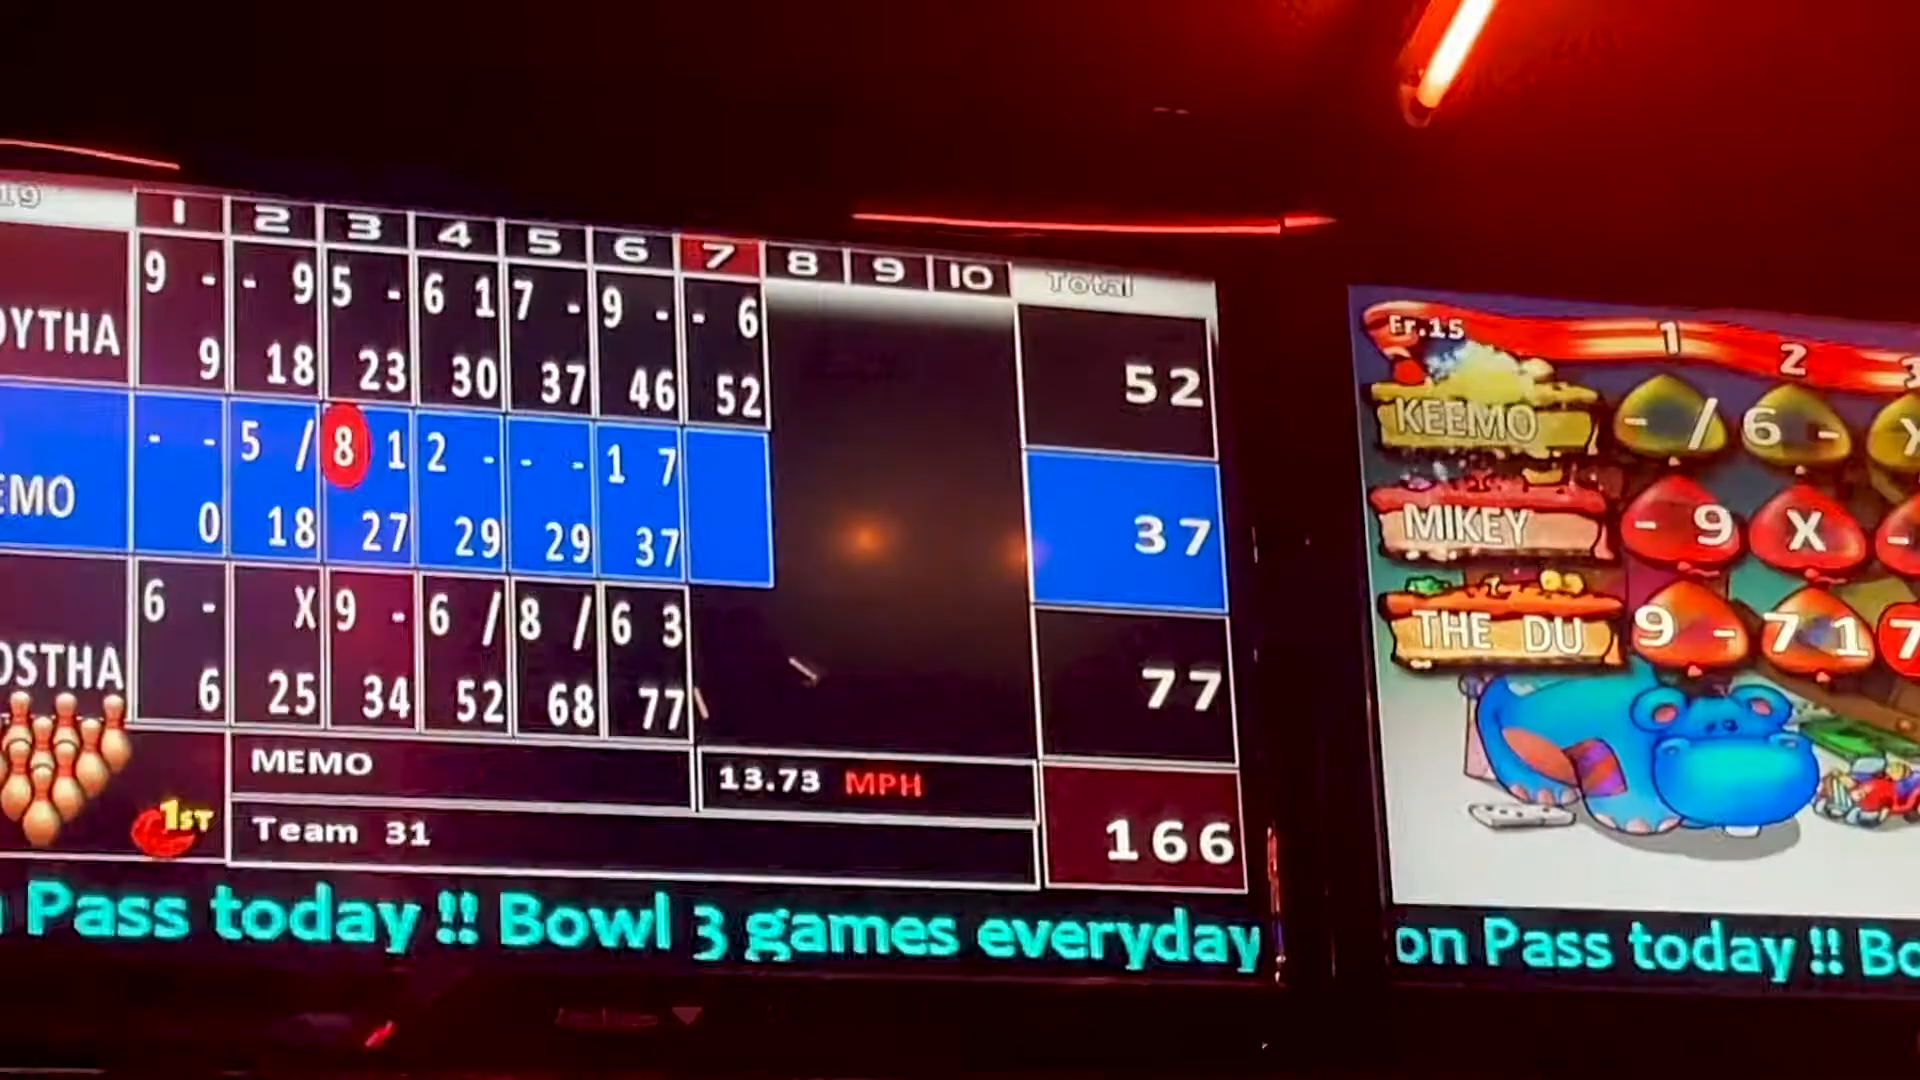 19 1 2 3 4 5 6 7 8 9 10 Total
9 - - 9 5 - 6 1 7 - 9 - - 6
YTHA 9 18 23 30 37 46 52 52
- - 5 / 8 1 2 - - - 1 7
EMO 0 18 27 29 29 37 37
6 - X 9 - 6 / 8 / 6 3
OSTHA 6 25 34 52 68 77 77
MEMO 13.73 MPH
1ST Team 31 166
Pass today !! Bowl 3 games everyday
Fr.15 1 2 3
KEEMO - / 6 -
MIKEY - 9 X -
THE DU 9 - 7 1 7
on Pass today !! Bo